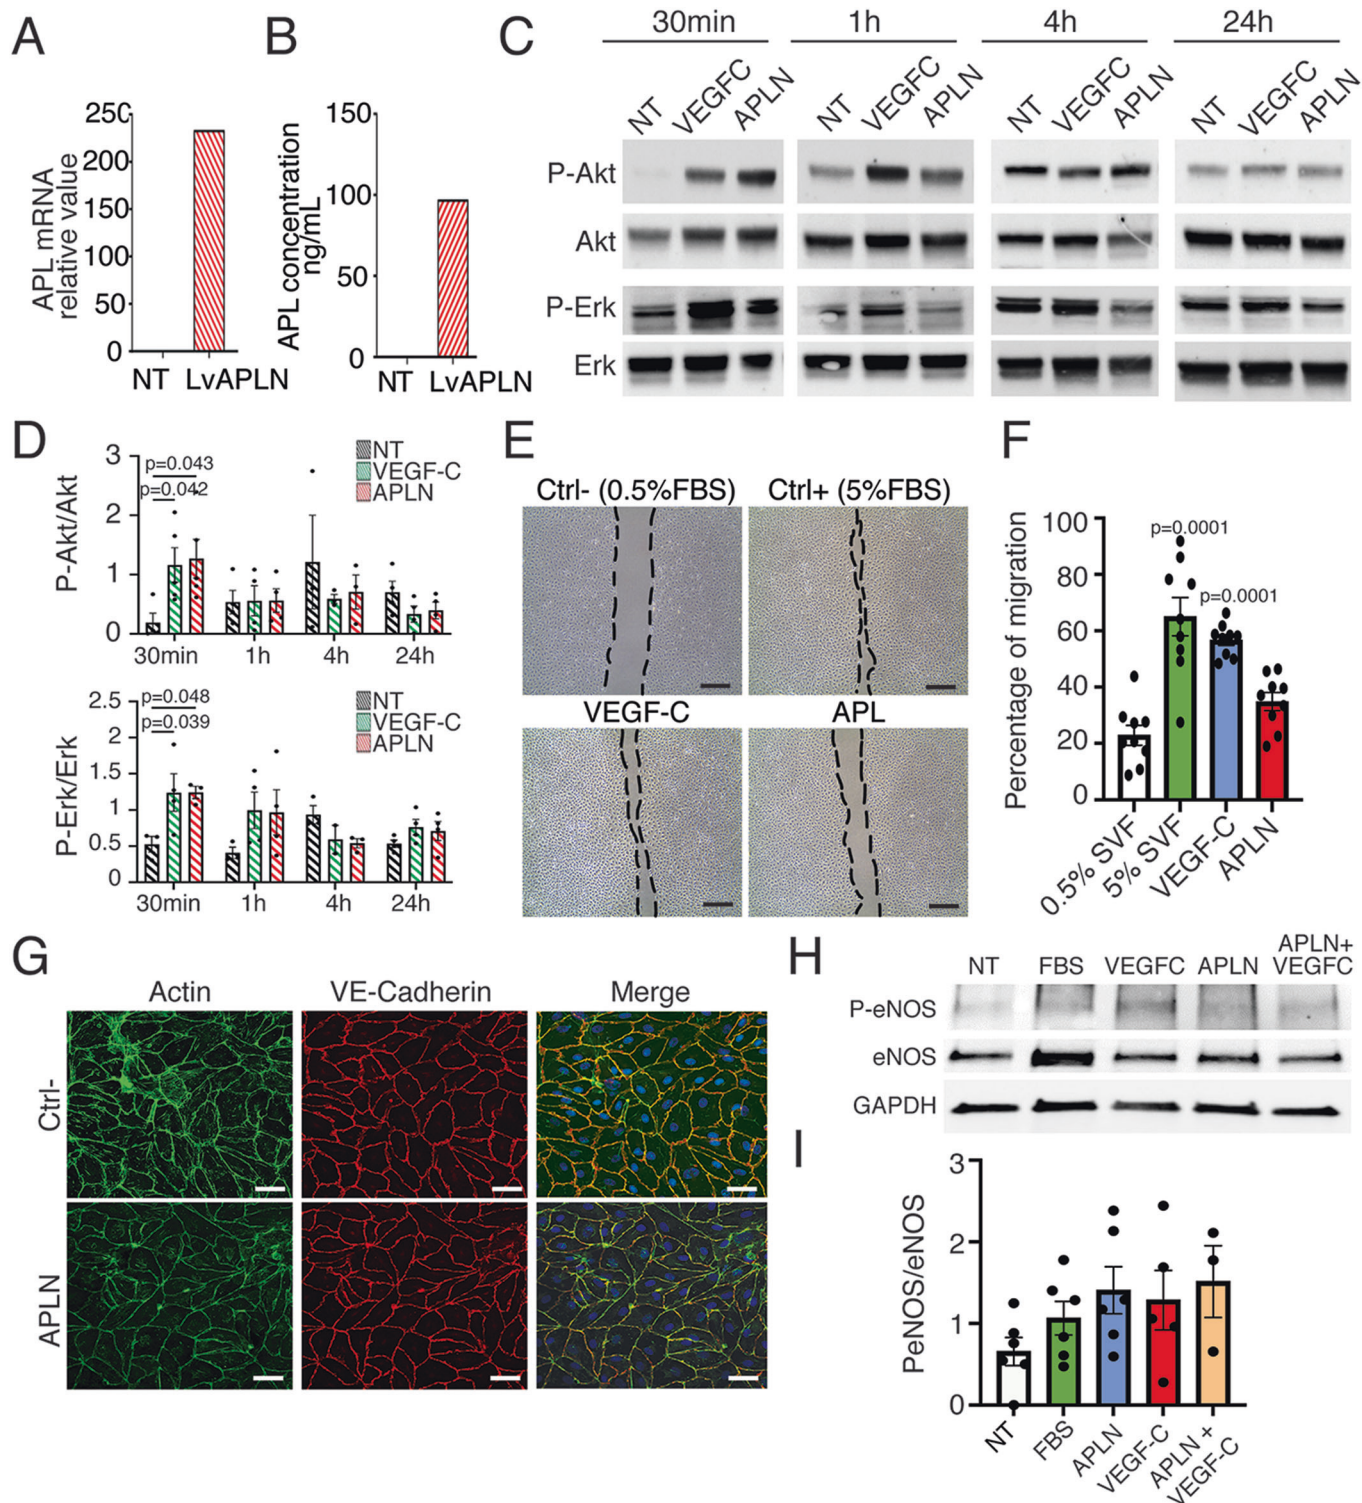 A
APL mRNA
relative value
250
200
150
100
50
0
NT LvAPLN
B
APL concentration
ng/mL
150
100
50
0
NT LvAPLN
C
30min 1h 4h 24h
NT VEGFC APLN NT VEGFC APLN NT VEGFC APLN NT VEGFC APLN
P-Akt
Akt
P-Erk
Erk
D
P-Akt/Akt
3
2
1
0
p=0.043
p=0.042
NT
VEGF-C
APLN
30min 1h 4h 24h
P-Erk/Erk
2.5
2
1.5
1
0.5
0
p=0.048
p=0.039
NT
VEGF-C
APLN
30min 1h 4h 24h
E
Ctrl- (0.5%FBS) Ctrl+ (5%FBS)
VEGF-C APL
F
Percentage of migration
100
80
60
40
20
0
p=0.0001
p=0.0001
0.5% SVF
5% SVF
VEGF-C
APLN
G
Actin VE-Cadherin Merge
Ctrl-
APLN
H
NT FBS VEGFC APLN APLN+
VEGFC
P-eNOS
eNOS
GAPDH
I
PeNOS/eNOS
3
2
1
0
NT
FBS
APLN
VEGF-C
APLN +
VEGF-C